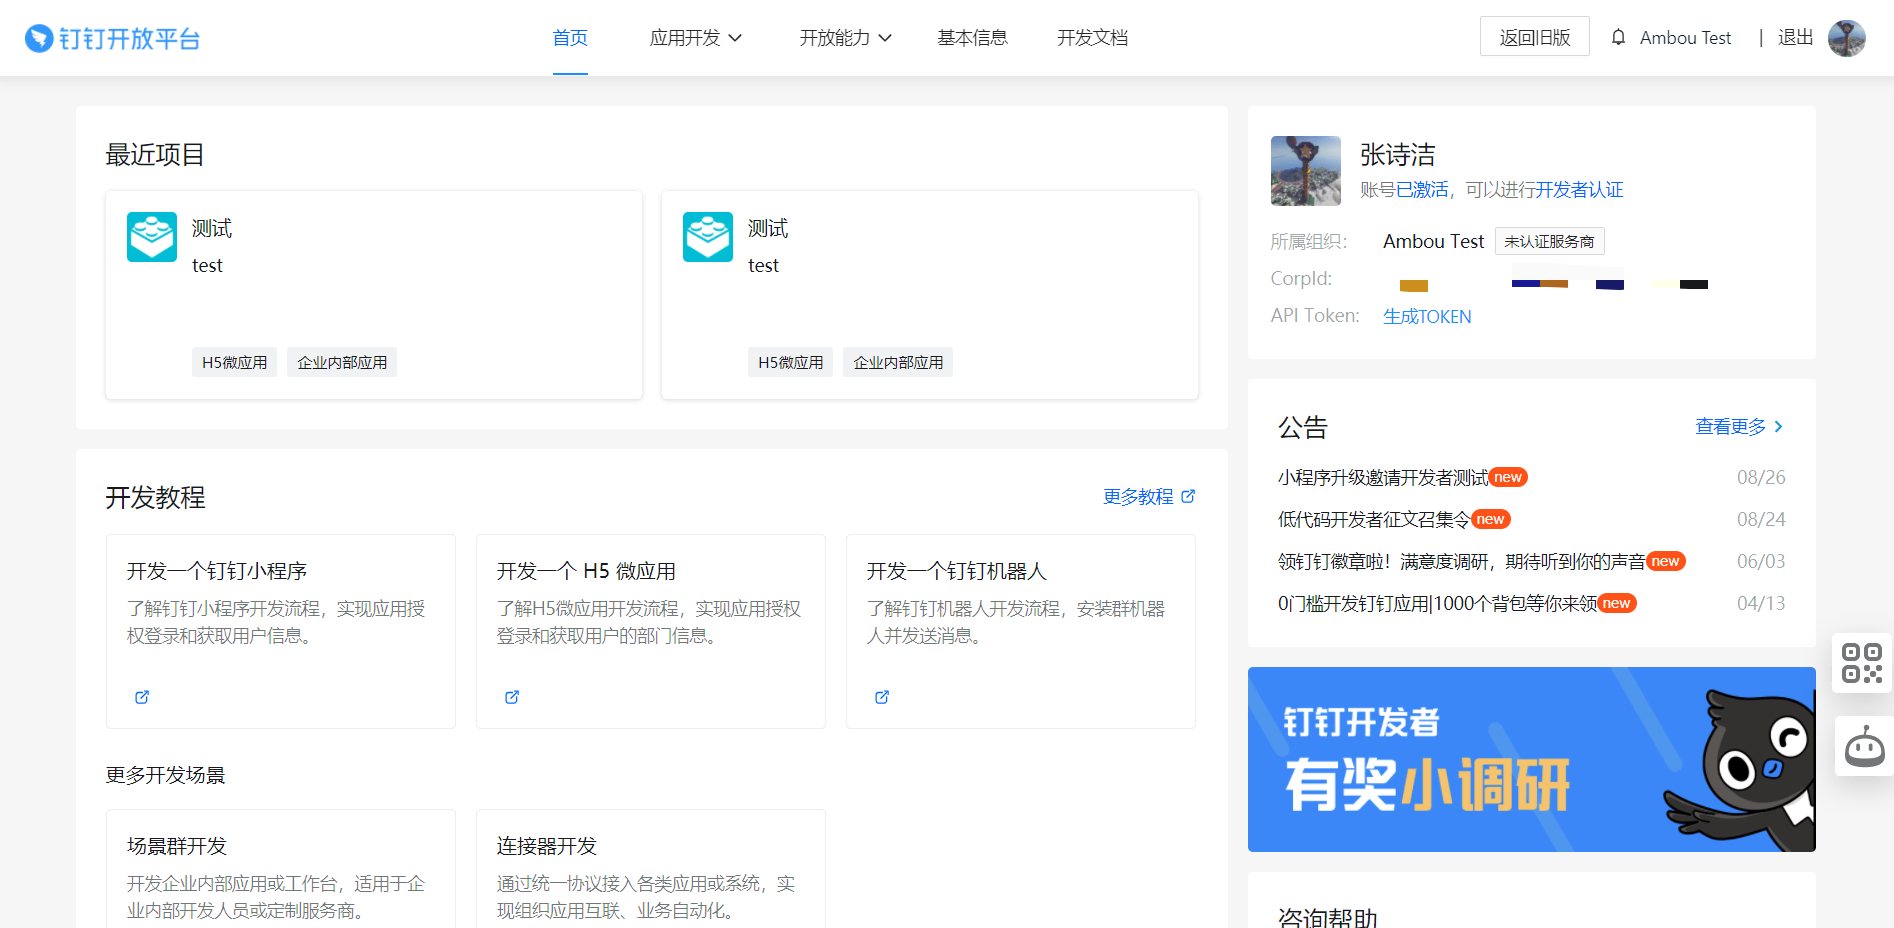 钉钉开放平台
首页 应用开发 开放能力 基本信息 开发文档 返回旧版 Ambou Test | 退出
最近项目
测试
test
H5微应用 企业内部应用
测试
test
H5微应用 企业内部应用
开发教程 更多教程
开发一个钉钉小程序
了解钉钉小程序开发流程，实现应用授
权登录和获取用户信息。
开发一个 H5 微应用
了解H5微应用开发流程，实现应用授权
登录和获取用户的部门信息。
开发一个钉钉机器人
了解钉钉机器人开发流程，安装群机器
人并发送消息。
更多开发场景
场景群开发
开发企业内部应用或工作台，适用于企
业内部开发人员或定制服务商。
连接器开发
通过统一协议接入各类应用或系统，实
现组织应用互联、业务自动化。
张诗洁
账号已激活，可以进行开发者认证
所属组织： Ambou Test 未认证服务商
CorpId:
API Token: 生成TOKEN
公告 查看更多
小程序升级邀请开发者测试 new 08/26
低代码开发者征文召集令 new 08/24
领钉钉徽章啦！满意度调研，期待听到你的声音 new 06/03
0门槛开发钉钉应用|1000个背包等你来领 new 04/13
钉钉开发者
有奖小调研
咨询帮助